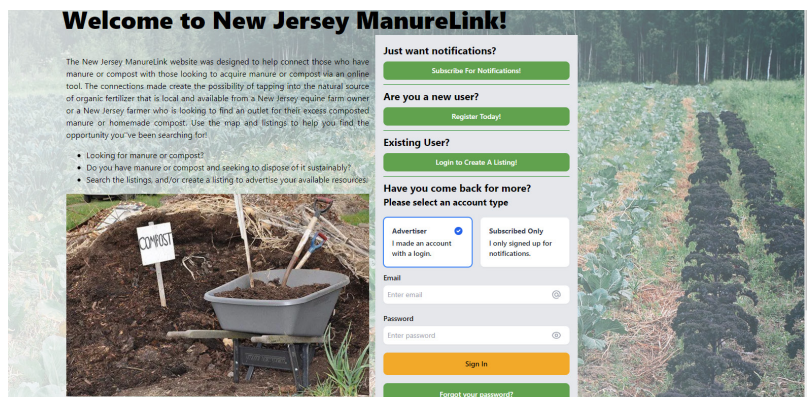 Welcome to New Jersey ManureLink!
The New Jersey ManureLink website was designed to help connect those who have
manure or compost with those looking to acquire manure or compost via an online
tool. The connections made create the possibility of tapping into the natural source
of organic fertilizer that is local and available from a New Jersey equine farm owner
or a New Jersey farmer who is looking to find an outlet for their excess composted
manure or homemade compost. Use the map and listings to help you find the
opportunity you''ve been searching for!
• Looking for manure or compost?
• Do you have manure or compost and seeking to dispose of it sustainably?
• Search the listings, and/or create a listing to advertise your available resources.
COMPOST
Just want notifications?
Subscribe For Notifications!
Are you a new user?
Register Today!
Existing User?
Login to Create A Listing!
Have you come back for more?
Please select an account type
Advertiser
I made an account
with a login.
Subscribed Only
I only signed up for
notifications.
Email
Enter email
Password
Enter password
Sign In
Forgot your password?